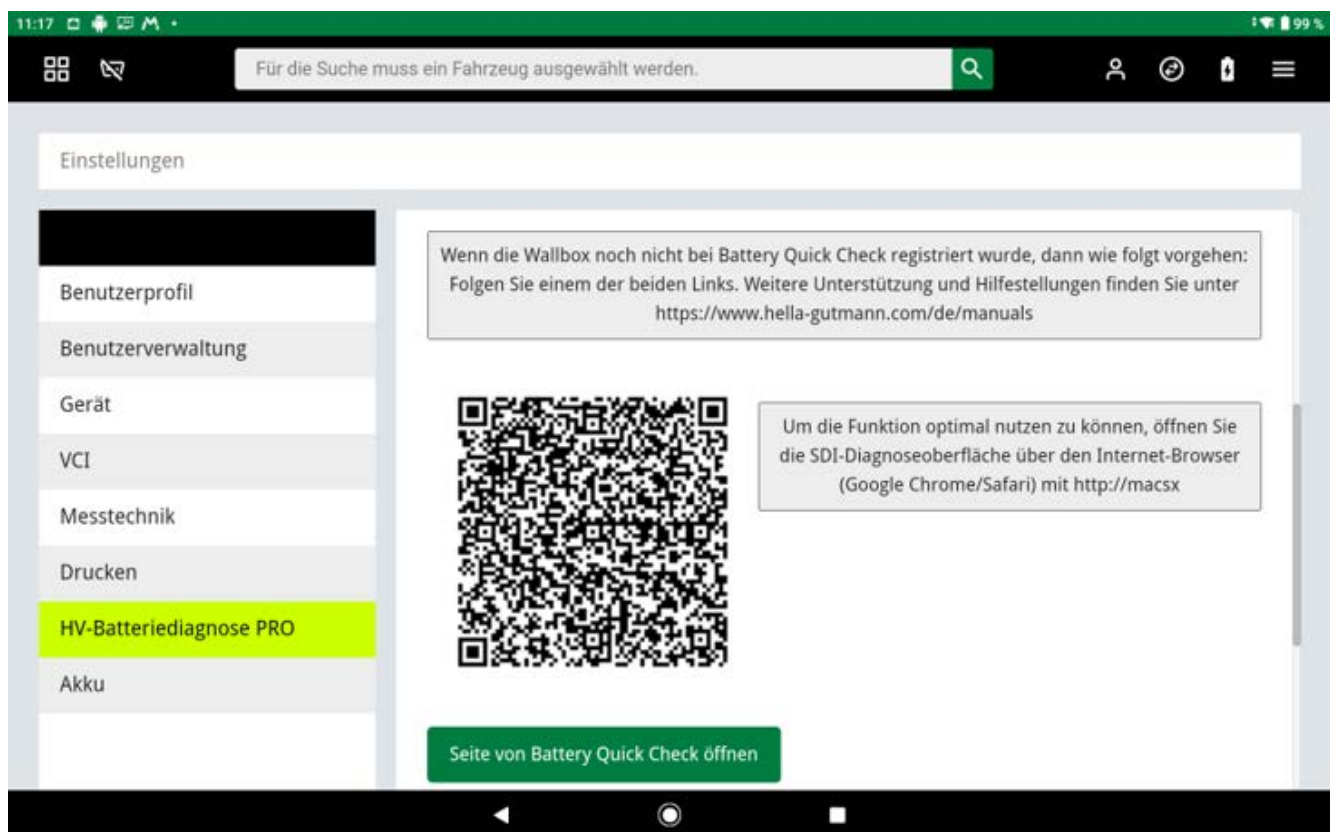 11:17
99 %
Für die Suche muss ein Fahrzeug ausgewählt werden.
Einstellungen
Benutzerprofil
Benutzerverwaltung
Gerät
VCI
Messtechnik
Drucken
HV-Batteriediagnose PRO
Akku
Wenn die Wallbox noch nicht bei Battery Quick Check registriert wurde, dann wie folgt vorgehen:
Folgen Sie einem der beiden Links. Weitere Unterstützung und Hilfestellungen finden Sie unter
https://www.hella-gutmann.com/de/manuals
Um die Funktion optimal nutzen zu können, öffnen Sie
die SDI-Diagnoseoberfläche über den Internet-Browser
(Google Chrome/Safari) mit http://macsx
Seite von Battery Quick Check öffnen